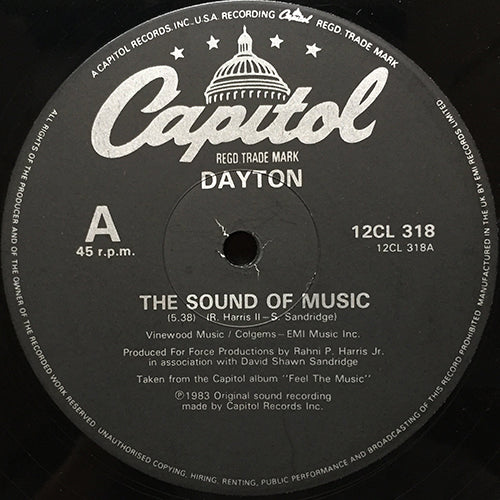 A CAPITOL RECORDS, INC., U.S.A. RECORDING Capitol REGD TRADE MARK
Capitol
REGD TRADE MARK
DAYTON
A
45 r.p.m.
12CL 318
12CL 318A
THE SOUND OF MUSIC
(5.38) (R. Harris II – S. Sandridge)
Vinewood Music / Colgems – EMI Music Inc.
Produced For Force Productions by Rahni P. Harris Jr.
in association with David Shawn Sandridge
Taken from the Capitol album "Feel The Music"
℗1983 Original sound recording
made by Capitol Records Inc.
ALL RIGHTS OF THE PRODUCER AND OF THE OWNER OF THE RECORDED WORK RESERVED. UNAUTHORISED COPYING, HIRING, RENTING, PUBLIC PERFORMANCE AND BROADCASTING OF THIS RECORD PROHIBITED. MANUFACTURED IN THE UK BY EMI RECORDS LIMITED